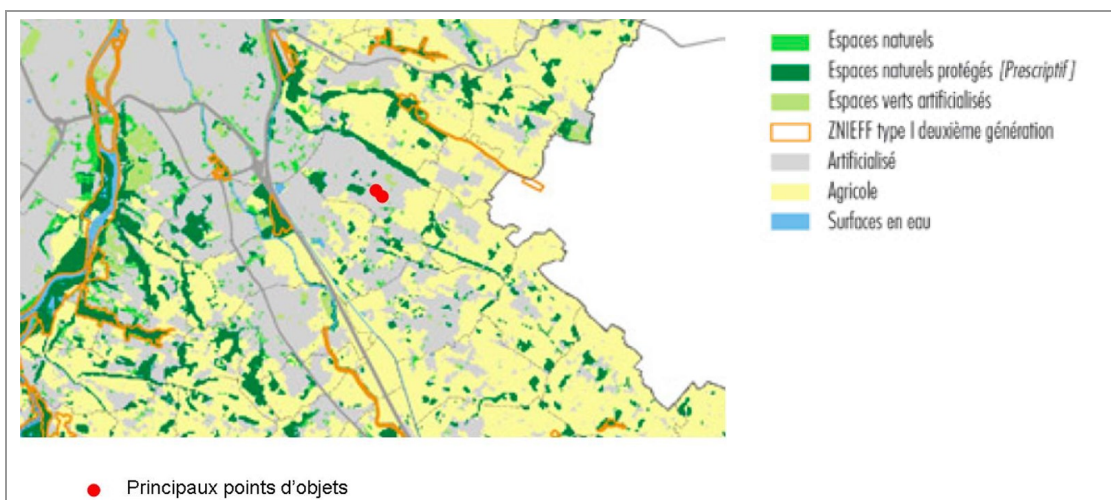 Espaces naturels
Espaces naturels protégés [Prescriptif]
Espaces verts artificialisés
ZNIEFF type I deuxième génération
Artificialisé
Agricole
Surfaces en eau
Principaux points d'objets